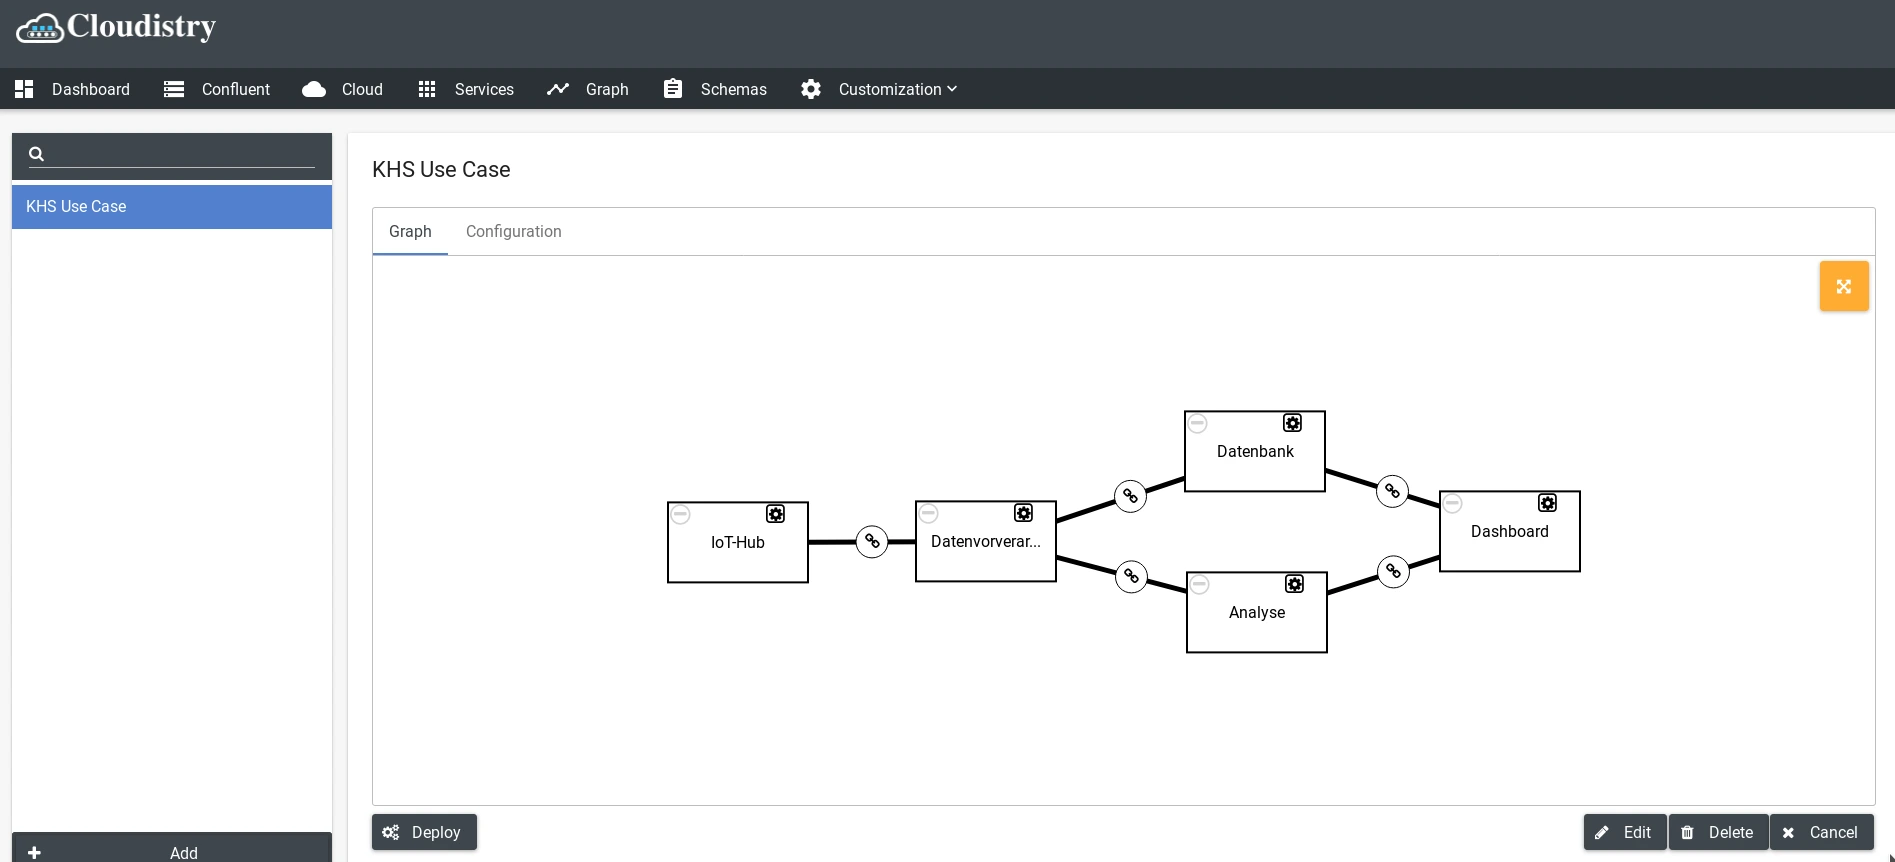 Cloudistry
Dashboard Confluent Cloud Services Graph Schemas Customization
KHS Use Case
KHS Use Case
Graph Configuration
Datenbank
IoT-Hub
Datenvorverar...
Dashboard
Analyse
Deploy
Edit Delete Cancel
Add